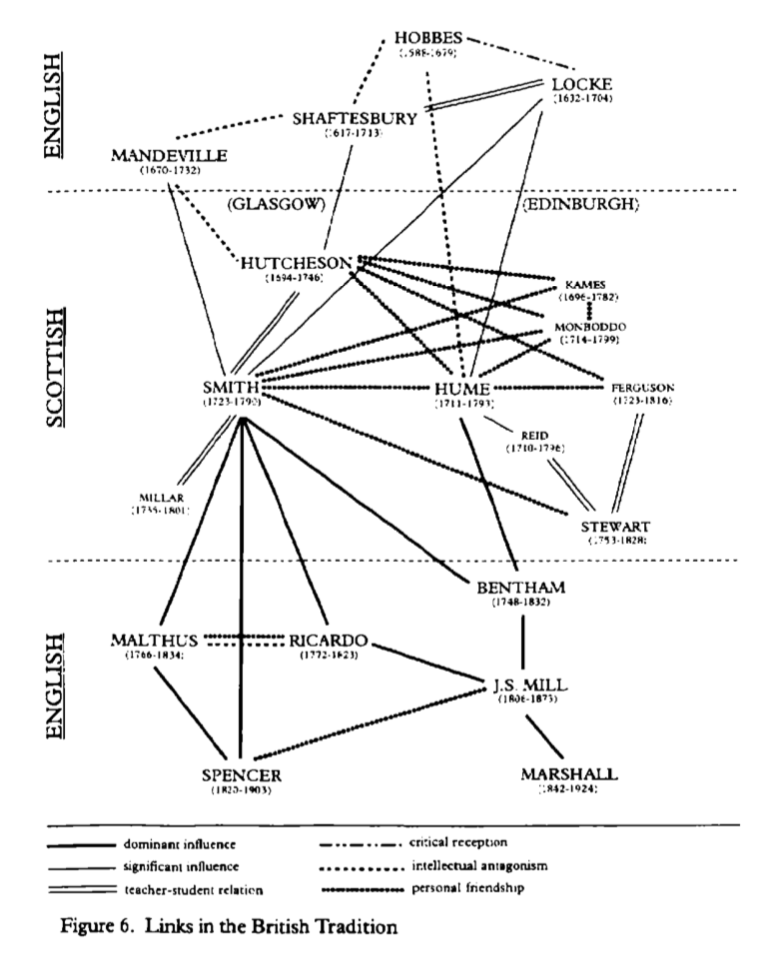 ENGLISH
HOBBES
(1588-1679)
LOCKE
(1632-1704)
SHAFTESBURY
(1617-1713)
MANDEVILLE
(1670-1732)
(GLASGOW)
(EDINBURGH)
SCOTTISH
HUTCHESON
(1694-1746)
KAMES
(1696-1782)
MONBODDO
(1714-1799)
SMITH
(1723-1790)
HUME
(1711-1793)
FERGUSON
(1723-1816)
REID
(1710-1796)
MILLAR
(1735-1801)
STEWART
(1753-1828)
ENGLISH
BENTHAM
(1748-1832)
MALTHUS
(1766-1834)
RICARDO
(1772-1823)
J.S. MILL
(1806-1873)
SPENCER
(1820-1903)
MARSHALL
(1842-1924)
dominant influence
significant influence
teacher-student relation
critical reception
intellectual antagonism
personal friendship
Figure 6. Links in the British Tradition